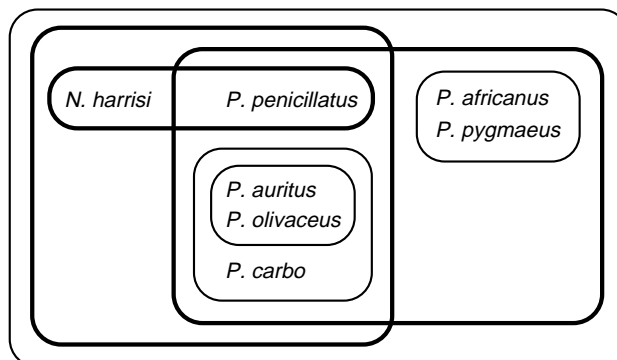 N. harrisi
P. penicillatus
P. africanus
P. pygmaeus
P. auritus
P. olivaceus
P. carbo